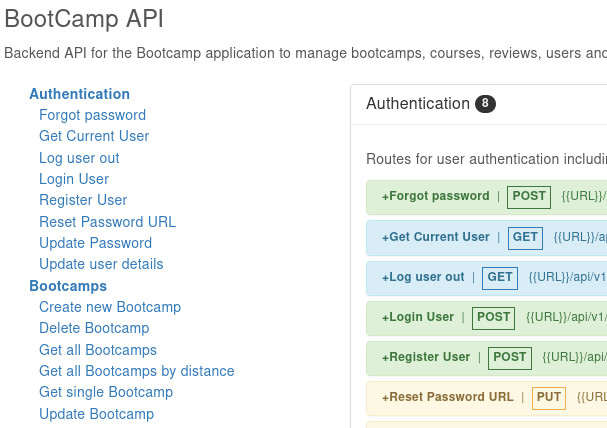 BootCamp API
Backend API for the Bootcamp application to manage bootcamps, courses, reviews, users and
Authentication
Forgot password
Get Current User
Log user out
Login User
Register User
Reset Password URL
Update Password
Update user details
Bootcamps
Create new Bootcamp
Delete Bootcamp
Get all Bootcamps
Get all Bootcamps by distance
Get single Bootcamp
Update Bootcamp
Authentication 8
Routes for user authentication includin
+Forgot password | POST {{URL}}/
+Get Current User | GET {{URL}}/ap
+Log user out | GET {{URL}}/api/v1
+Login User | POST {{URL}}/api/v1/
+Register User | POST {{URL}}/api/
+Reset Password URL | PUT {{URL